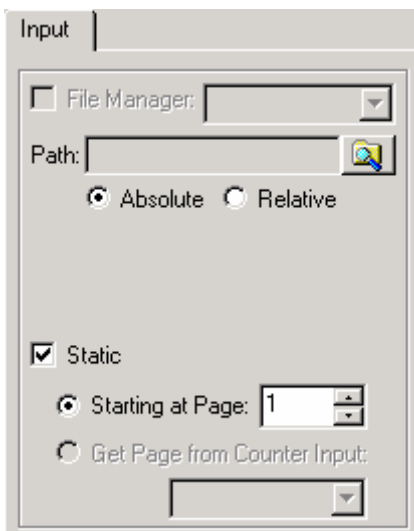 Input
File Manager:
Path:
Absolute Relative
Static
Starting at Page: 1
Get Page from Counter Input: